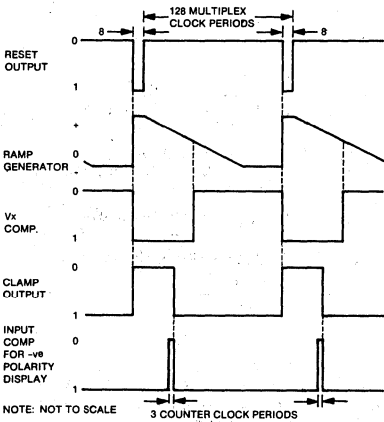 128 MULTIPLEX
CLOCK PERIODS
8
8
RESET
OUTPUT
0
1
RAMP
GENERATOR
+
0
-
Vx
COMP.
0
1
CLAMP
OUTPUT
0
1
INPUT
COMP
FOR -ve
POLARITY
DISPLAY
0
1
NOTE: NOT TO SCALE
3 COUNTER CLOCK PERIODS